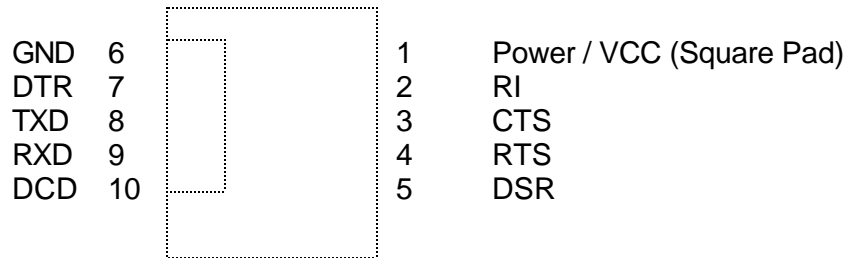 GND 6 1 Power / VCC (Square Pad)
DTR 7 2 RI
TXD 8 3 CTS
RXD 9 4 RTS
DCD 10 5 DSR